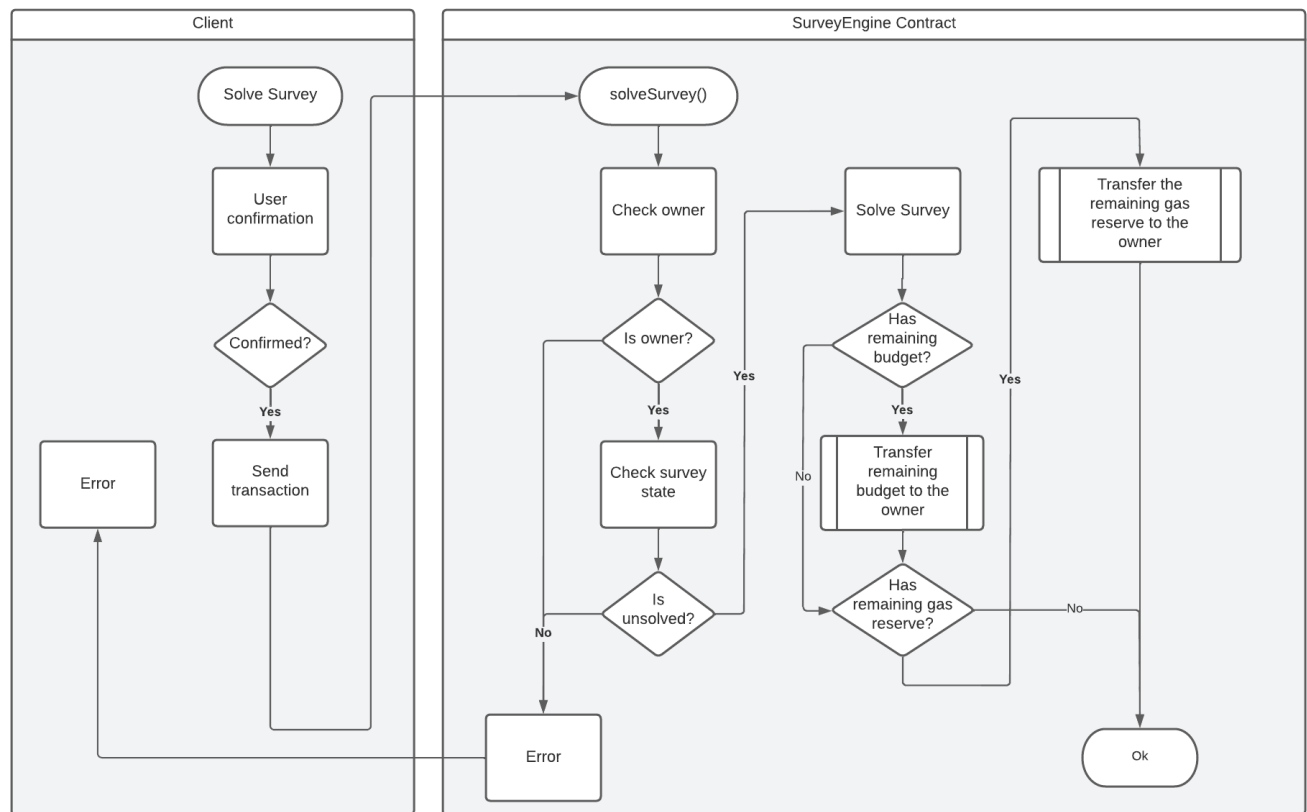 Client
Solve Survey
User
confirmation
Confirmed?
Yes
Send
transaction
Error
SurveyEngine Contract
solveSurvey()
Check owner
Is owner?
Yes
Check survey
state
Is
unsolved?
No
Error
Yes
Solve Survey
Has
remaining
budget?
Yes
No
Transfer
remaining
budget to the
owner
Has
remaining gas
reserve?
Yes
No
Transfer the
remaining gas
reserve to the
owner
Ok